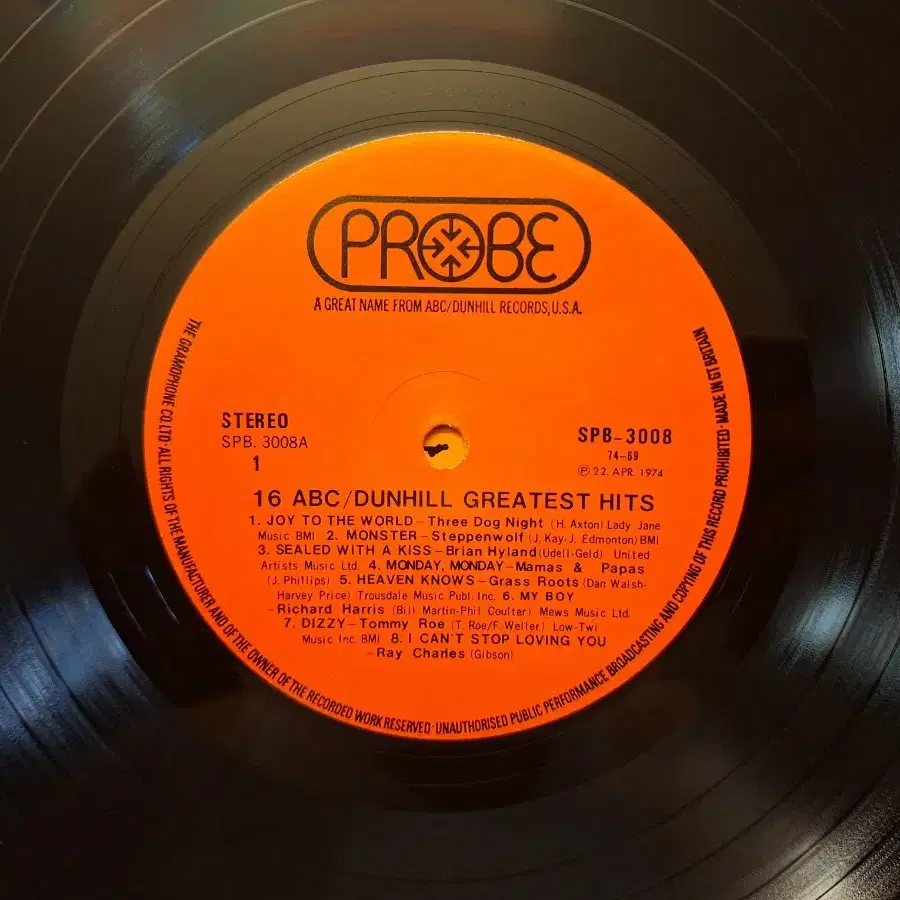 PROBE
A GREAT NAME FROM ABC/DUNHILL RECORDS, U.S.A.
STEREO
SPB. 3008A
1
SPB-3008
74-69
Ⓟ 22. APR. 1974
16 ABC/DUNHILL GREATEST HITS
1. JOY TO THE WORLD – Three Dog Night (H. Axton) Lady Jane
Music BMI 2. MONSTER – Steppenwolf (J. Kay-J. Edmonton) BMI
3. SEALED WITH A KISS – Brian Hyland (Udell-Geld) United
Artists Music Ltd. 4. MONDAY, MONDAY – Mamas & Papas
(J. Phillips) 5. HEAVEN KNOWS – Grass Roots (Dan Walsh-
Harvey Price) Trousdale Music Publ. Inc. 6. MY BOY
– Richard Harris (Bill Martin-Phil Coulter) Mews Music Ltd.
7. DIZZY – Tommy Roe (T. Roe/F. Weller) Low-Twi
Music Inc. BMI 8. I CAN'T STOP LOVING YOU
– Ray Charles (Gibson)
THE GRAMOPHONE CO. LTD · ALL RIGHTS OF THE MANUFACTURER AND OF THE OWNER OF THE RECORDED WORK RESERVED · UNAUTHORISED PUBLIC PERFORMANCE BROADCASTING AND COPYING OF THIS RECORD PROHIBITED · MADE IN GT BRITAIN